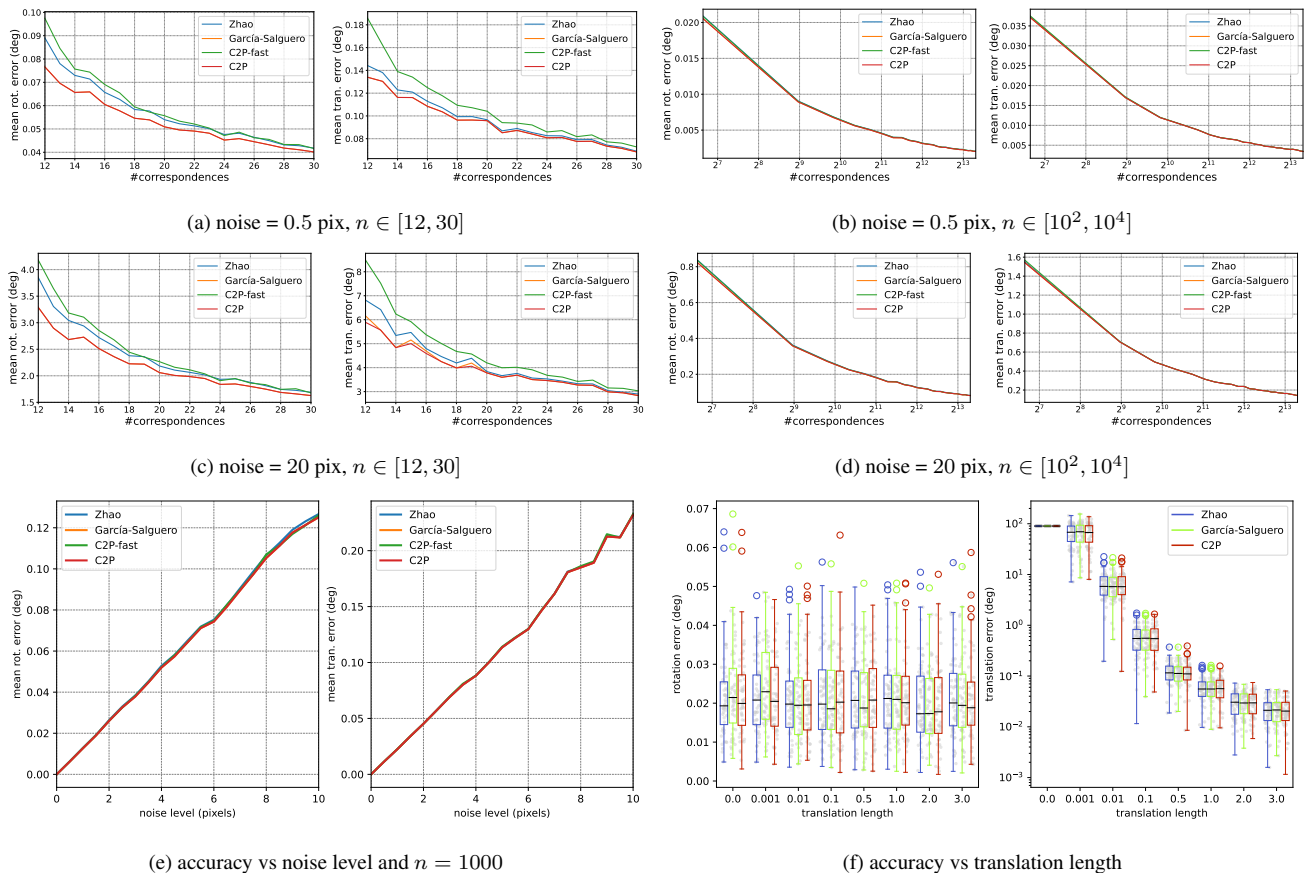 mean rot. error (deg)
0.10
0.09
0.08
0.07
0.06
0.05
0.04
12 14 16 18 20 22 24 26 28 30
#correspondences
Zhao
García-Salguero
C2P-fast
C2P
mean tran. error (deg)
0.18
0.16
0.14
0.12
0.10
0.08
12 14 16 18 20 22 24 26 28 30
#correspondences
Zhao
García-Salguero
C2P-fast
C2P
(a) noise = 0.5 pix, n ∈ [12, 30]
mean rot. error (deg)
0.020
0.015
0.010
0.005
2^7 2^8 2^9 2^10 2^11 2^12 2^13
#correspondences
Zhao
García-Salguero
C2P-fast
C2P
mean tran. error (deg)
0.035
0.030
0.025
0.020
0.015
0.010
0.005
2^7 2^8 2^9 2^10 2^11 2^12 2^13
#correspondences
Zhao
García-Salguero
C2P-fast
C2P
(b) noise = 0.5 pix, n ∈ [10^2, 10^4]
mean rot. error (deg)
4.0
3.5
3.0
2.5
2.0
1.5
12 14 16 18 20 22 24 26 28 30
#correspondences
Zhao
García-Salguero
C2P-fast
C2P
mean tran. error (deg)
8
7
6
5
4
3
12 14 16 18 20 22 24 26 28 30
#correspondences
Zhao
García-Salguero
C2P-fast
C2P
(c) noise = 20 pix, n ∈ [12, 30]
mean rot. error (deg)
0.8
0.6
0.4
0.2
2^7 2^8 2^9 2^10 2^11 2^12 2^13
#correspondences
Zhao
García-Salguero
C2P-fast
C2P
mean tran. error (deg)
1.6
1.4
1.2
1.0
0.8
0.6
0.4
0.2
2^7 2^8 2^9 2^10 2^11 2^12 2^13
#correspondences
Zhao
García-Salguero
C2P-fast
C2P
(d) noise = 20 pix, n ∈ [10^2, 10^4]
mean rot. error (deg)
0.12
0.10
0.08
0.06
0.04
0.02
0.00
0 2 4 6 8 10
noise level (pixels)
Zhao
García-Salguero
C2P-fast
C2P
mean tran. error (deg)
0.20
0.15
0.10
0.05
0.00
0 2 4 6 8 10
noise level (pixels)
Zhao
García-Salguero
C2P-fast
C2P
(e) accuracy vs noise level and n = 1000
rotation error (deg)
0.07
0.06
0.05
0.04
0.03
0.02
0.01
0.00
0.0 0.001 0.01 0.1 0.5 1.0 2.0 3.0
translation length
Zhao
García-Salguero
C2P
translation error (deg)
10^2
10^1
10^0
10^−1
10^−2
10^−3
0.0 0.001 0.01 0.1 0.5 1.0 2.0 3.0
translation length
Zhao
García-Salguero
C2P
(f) accuracy vs translation length